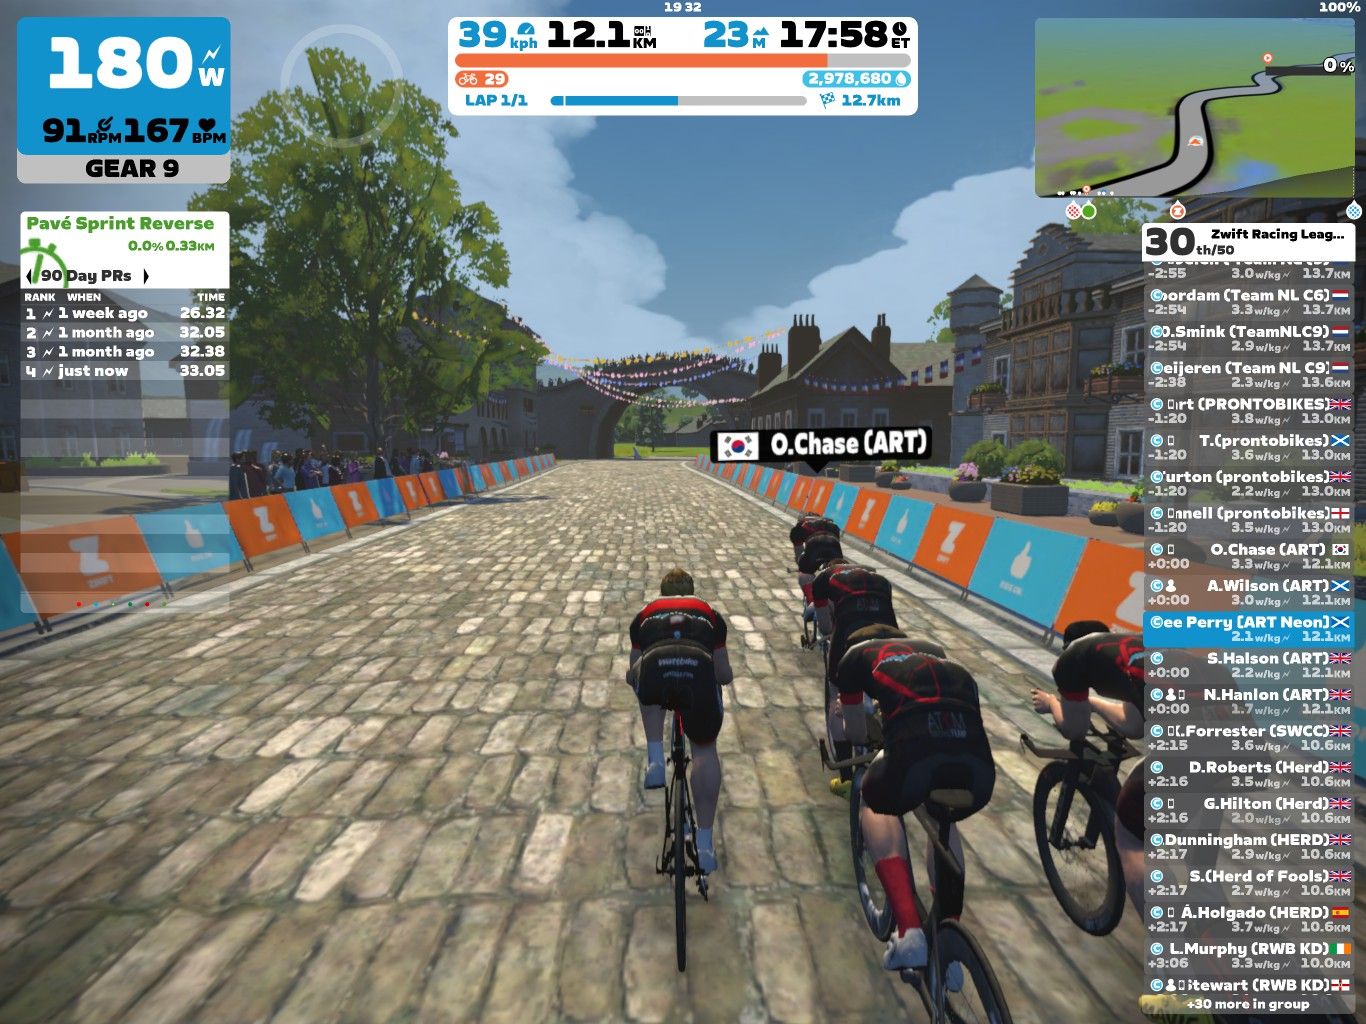 19 32
100%
180 W
91 RPM 167 BPM
GEAR 9
39 kph 12.1 KM 23 M 17:58 ET
29
2,978,680
LAP 1/1
12.7km
0 %
Pavé Sprint Reverse
0.0% 0.33KM
90 Day PRs
RANK WHEN TIME
1 1 week ago 26.32
2 1 month ago 32.05
3 1 month ago 32.38
4 just now 33.05
O.Chase (ART)
wattbike
ZWIFT
30 th/50
Zwift Racing Leag...
-2:55 3.0 w/kg 13.7KM
oordam (Team NL C6)
-2:54 3.3 w/kg 13.7KM
.Smink (TeamNLC9)
-2:54 2.9 w/kg 13.7KM
eijeren (Team NL C9)
-2:38 2.3 w/kg 13.6KM
rt (PRONTOBIKES)
-1:20 3.8 w/kg 13.0KM
T.(prontobikes)
-1:20 3.6 w/kg 13.0KM
urton (prontobikes)
-1:20 2.2 w/kg 13.0KM
nell (prontobikes)
-1:20 3.5 w/kg 13.0KM
O.Chase (ART)
+0:00 3.3 w/kg 12.1KM
A.Wilson (ART)
+0:00 3.0 w/kg 12.1KM
ee Perry [ART Neon]
2.1 w/kg 12.1KM
S.Halson (ART)
+0:00 2.2 w/kg 12.1KM
N.Hanlon (ART)
+0:00 1.7 w/kg 12.1KM
.Forrester (SWCC)
+2:15 3.6 w/kg 10.6KM
D.Roberts (Herd)
+2:16 3.5 w/kg 10.6KM
G.Hilton (Herd)
+2:16 2.0 w/kg 10.6KM
.Dunningham (HERD)
+2:17 2.9 w/kg 10.6KM
S.(Herd of Fools)
+2:17 2.7 w/kg 10.6KM
Á.Holgado (HERD)
+2:17 3.7 w/kg 10.6KM
L.Murphy (RWB KD)
+3:06 3.3 w/kg 10.0KM
Stewart (RWB KD)
+30 more in group